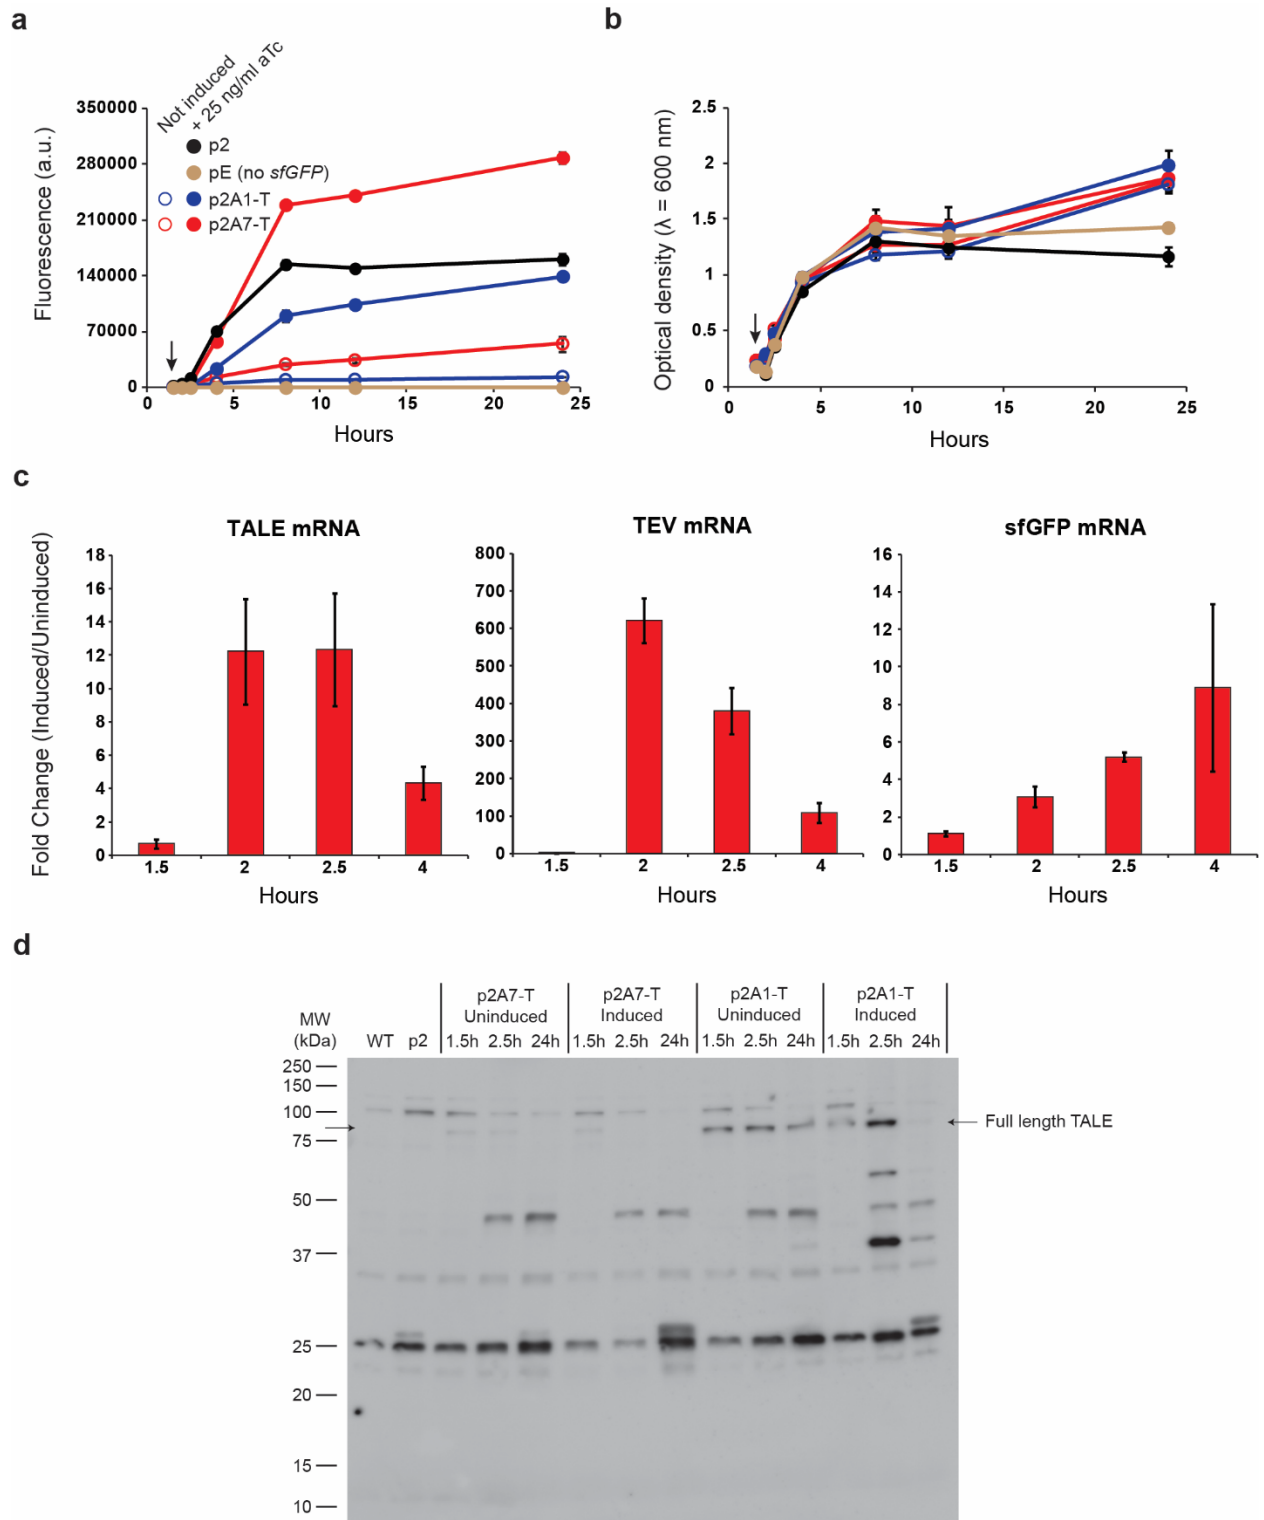 a
Not induced
+ 25 ng/ml aTc
p2
pE (no sfGFP)
p2A1-T
p2A7-T
Fluorescence (a.u.)
350000
280000
210000
140000
70000
0
0 5 10 15 20 25
Hours
b
Optical density (λ = 600 nm)
2.5
2
1.5
1
0.5
0
0 5 10 15 20 25
Hours
c
Fold Change (Induced/Uninduced)
TALE mRNA
18
16
14
12
10
8
6
4
2
0
1.5 2 2.5 4
Hours
TEV mRNA
800
700
600
500
400
300
200
100
0
1.5 2 2.5 4
Hours
sfGFP mRNA
16
14
12
10
8
6
4
2
0
1.5 2 2.5 4
Hours
d
p2A7-T Uninduced
p2A7-T Induced
p2A1-T Uninduced
p2A1-T Induced
MW
(kDa)
WT p2 1.5h 2.5h 24h 1.5h 2.5h 24h 1.5h 2.5h 24h 1.5h 2.5h 24h
250
150
100
75
50
37
25
20
15
10
Full length TALE